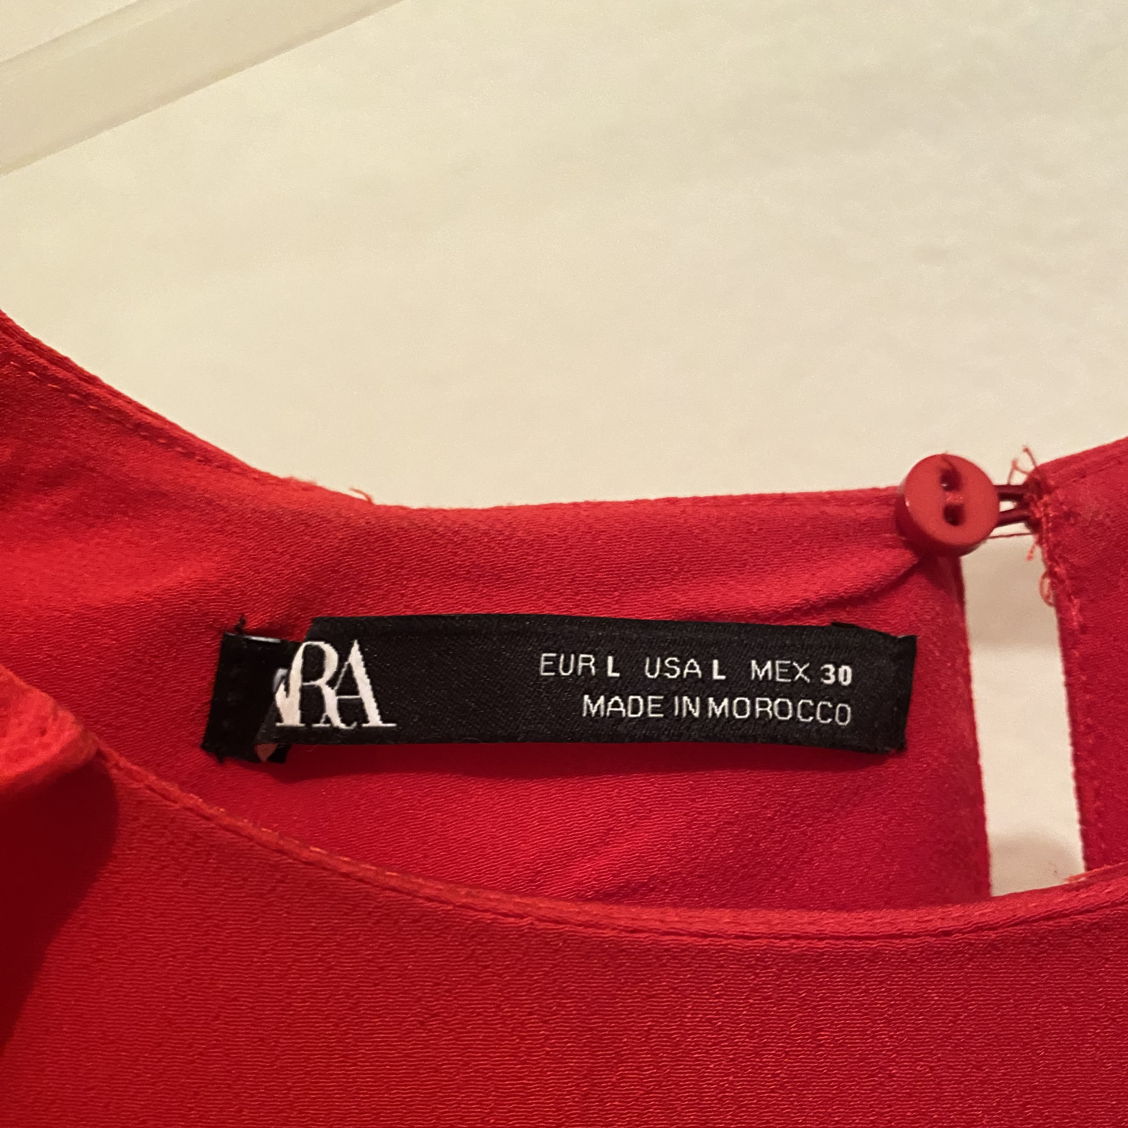 RA
EUR L USA L MEX 30
MADE IN MOROCCO